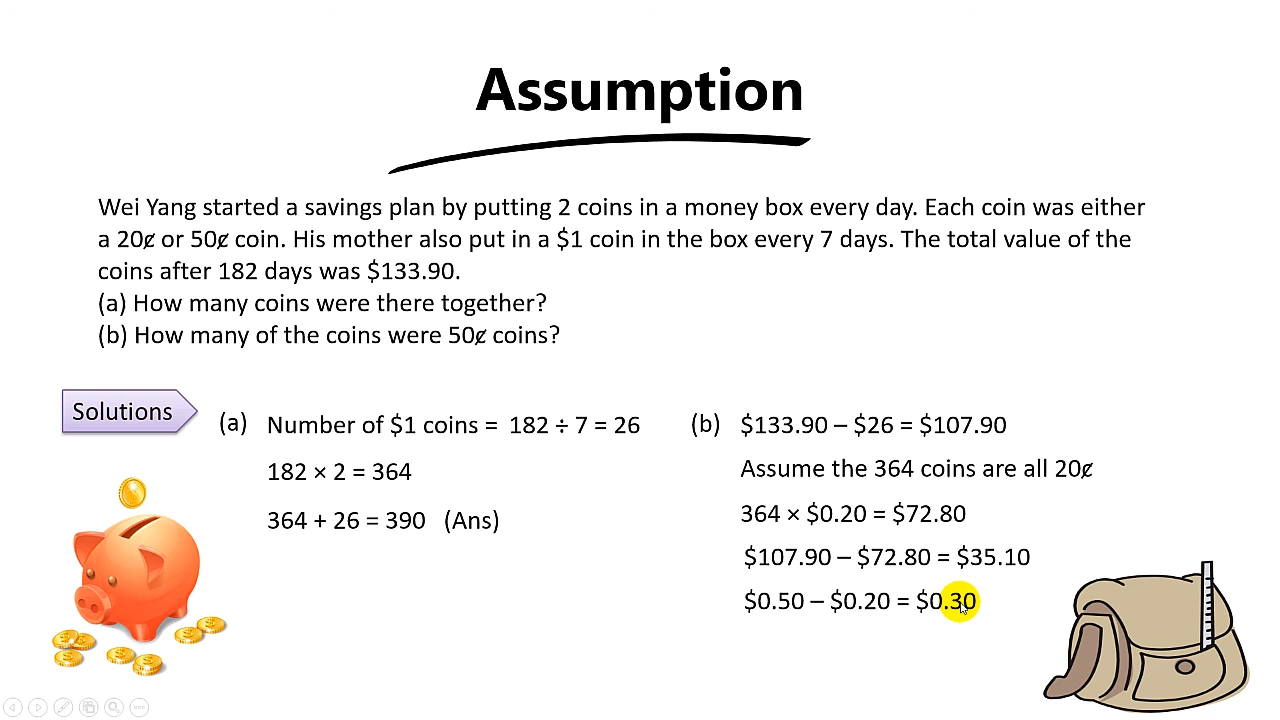 Assumption
Wei Yang started a savings plan by putting 2 coins in a money box every day. Each coin was either
a 20¢ or 50¢ coin. His mother also put in a $1 coin in the box every 7 days. The total value of the
coins after 182 days was $133.90.
(a) How many coins were there together?
(b) How many of the coins were 50¢ coins?
Solutions
(a) Number of $1 coins = 182 ÷ 7 = 26
182 × 2 = 364
364 + 26 = 390 (Ans)
(b) $133.90 – $26 = $107.90
Assume the 364 coins are all 20¢
364 × $0.20 = $72.80
$107.90 – $72.80 = $35.10
$0.50 – $0.20 = $0.30